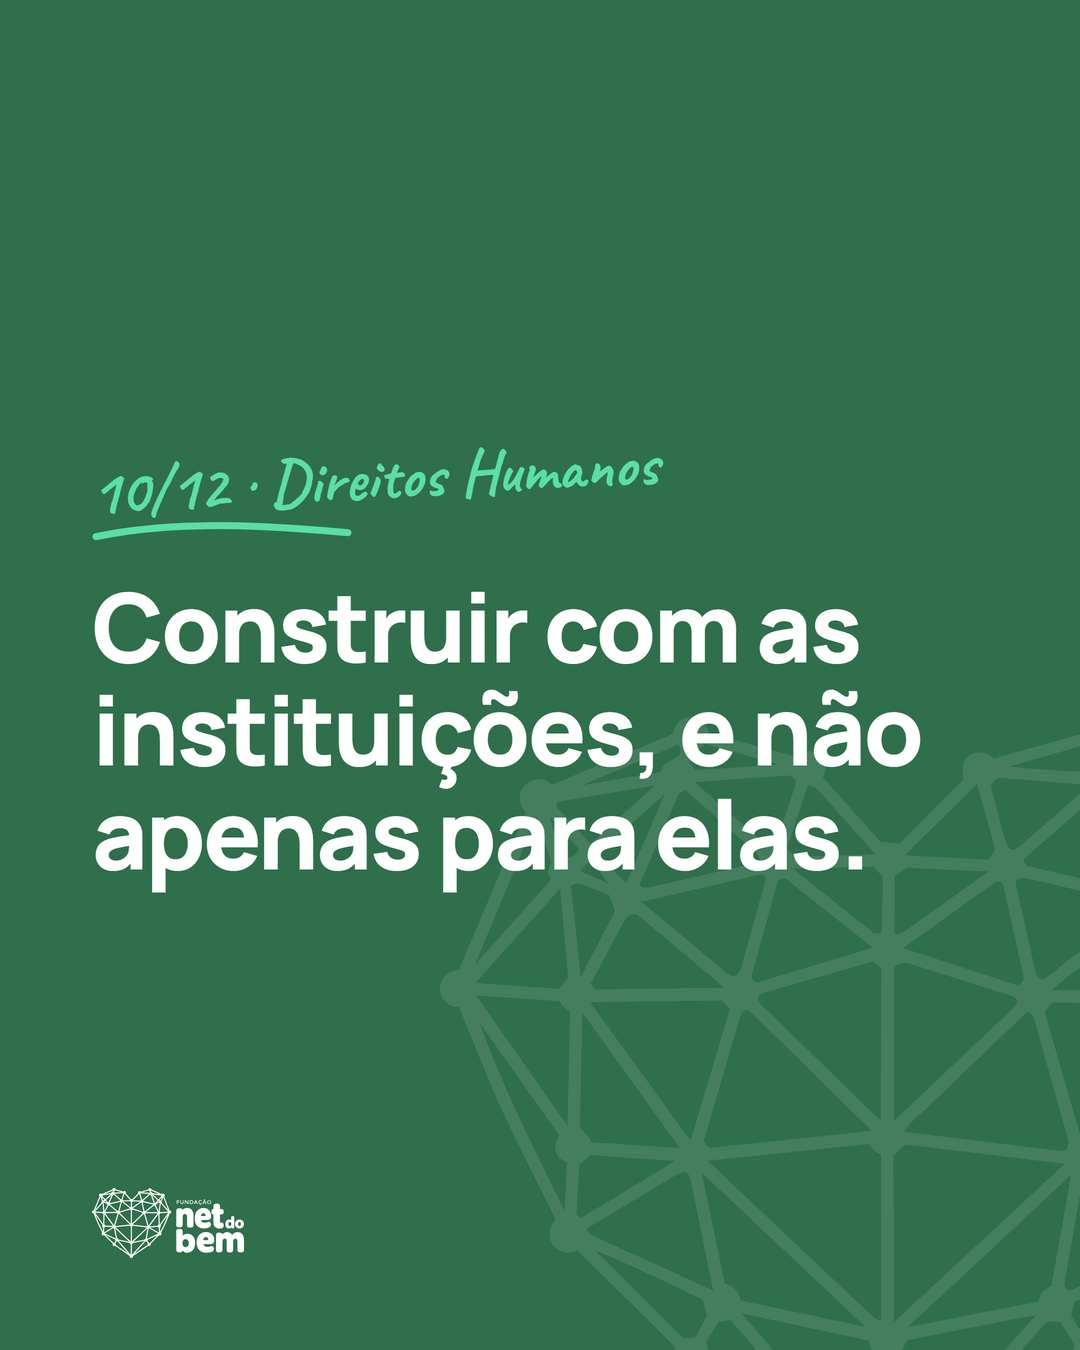 10/12 · Direitos Humanos
Construir com as
instituições, e não
apenas para elas.
FUNDAÇÃO
net do
bem